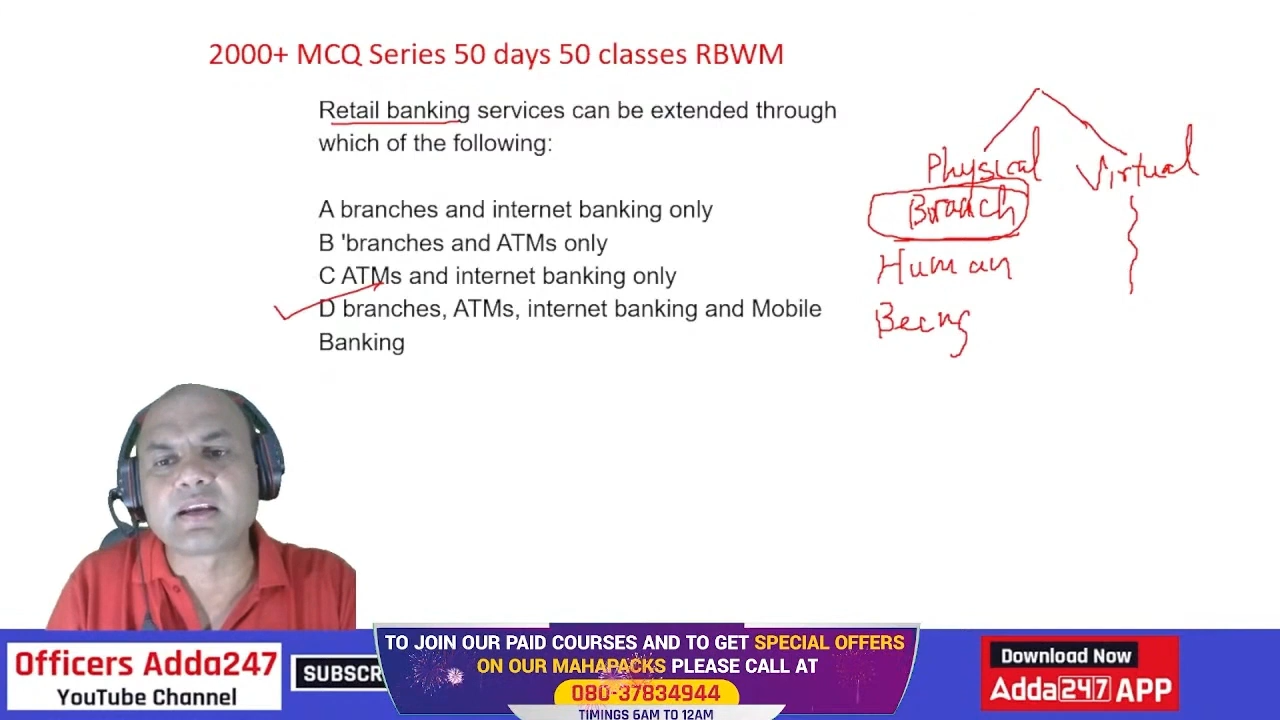 2000+ MCQ Series 50 days 50 classes RBWM
Retail banking services can be extended through
which of the following:
A branches and internet banking only
B 'branches and ATMs only
C ATMs and internet banking only
D branches, ATMs, internet banking and Mobile
Banking
Physical
Virtual
Branch
Human
Being
Officers Adda247
YouTube Channel
SUBSCR
TO JOIN OUR PAID COURSES AND TO GET SPECIAL OFFERS
ON OUR MAHAPACKS PLEASE CALL AT
080-37834944
TIMINGS 6AM TO 12AM
Download Now
Adda247 APP